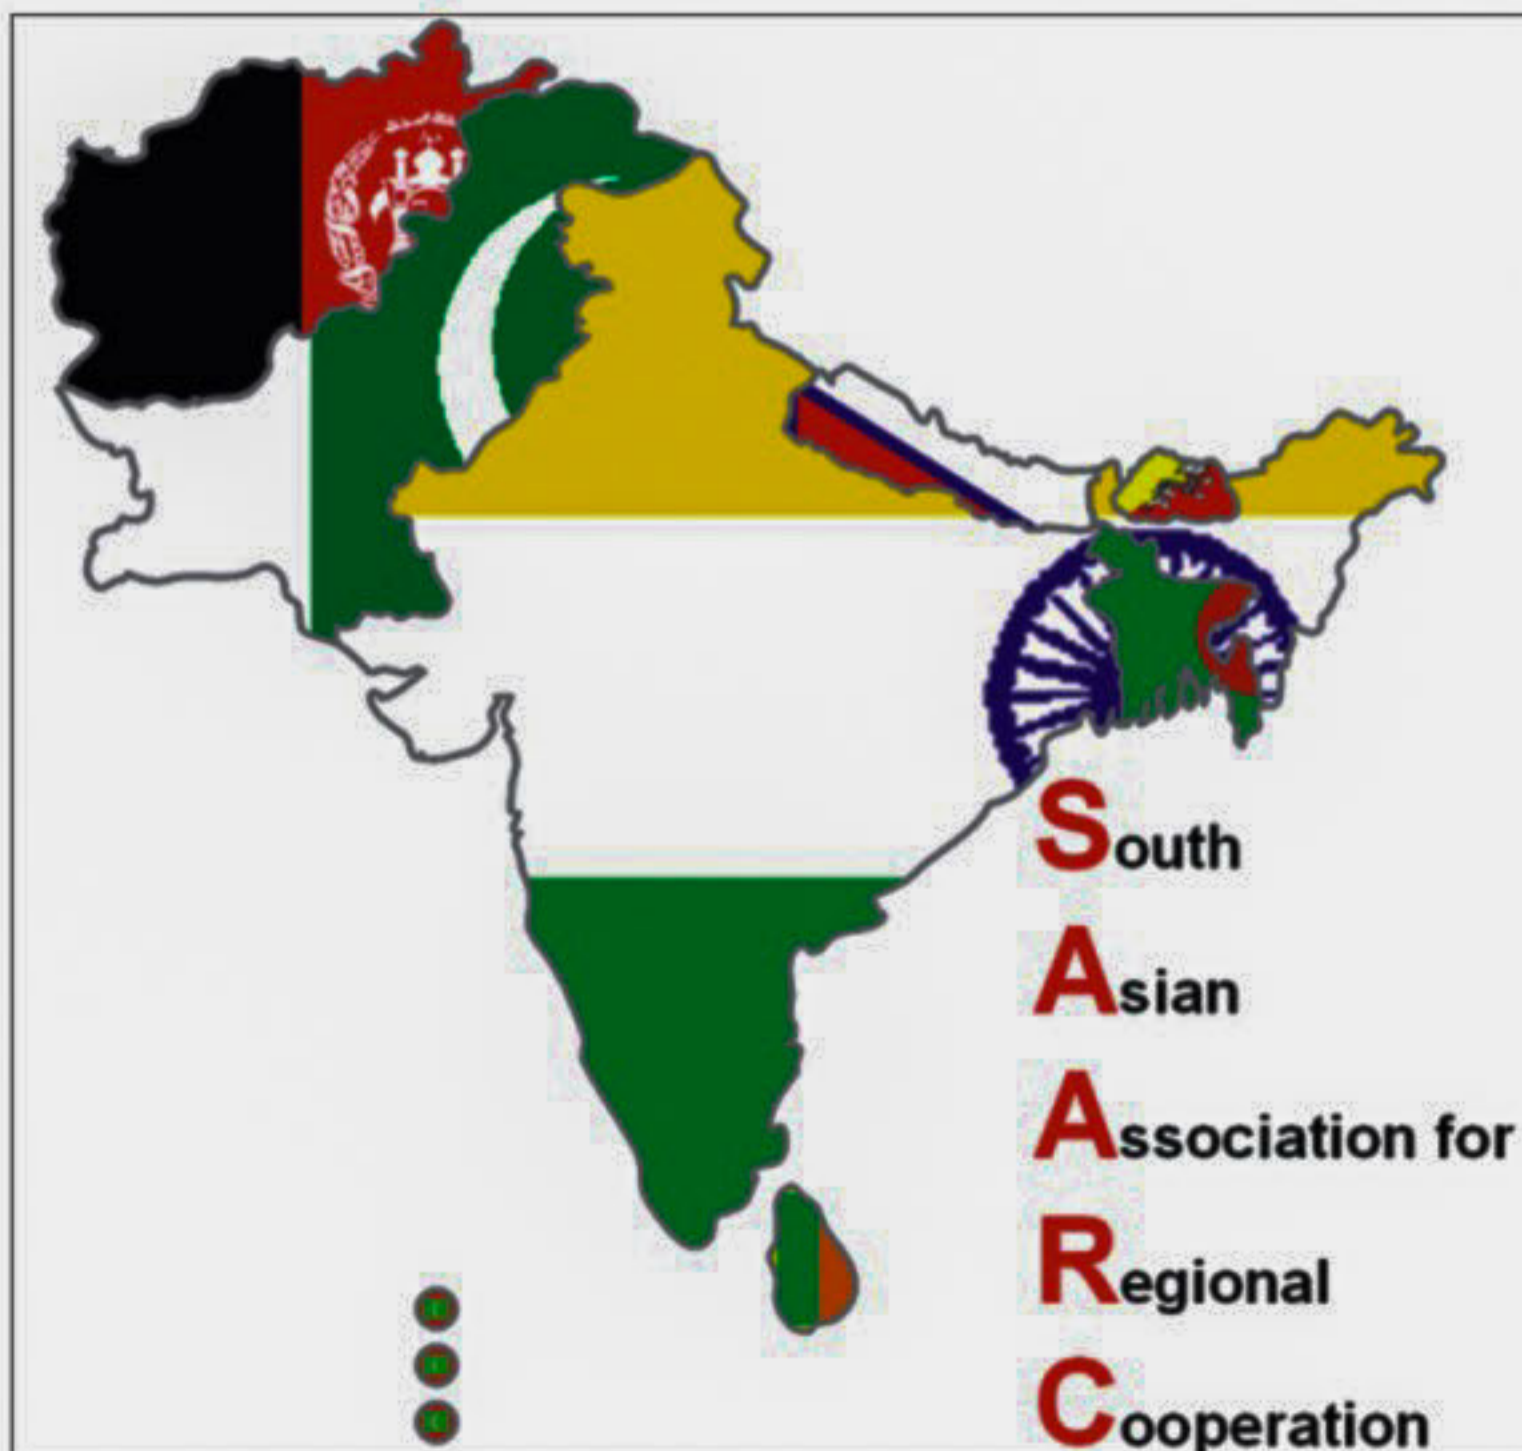 South
Asian
Association for
Regional
Cooperation